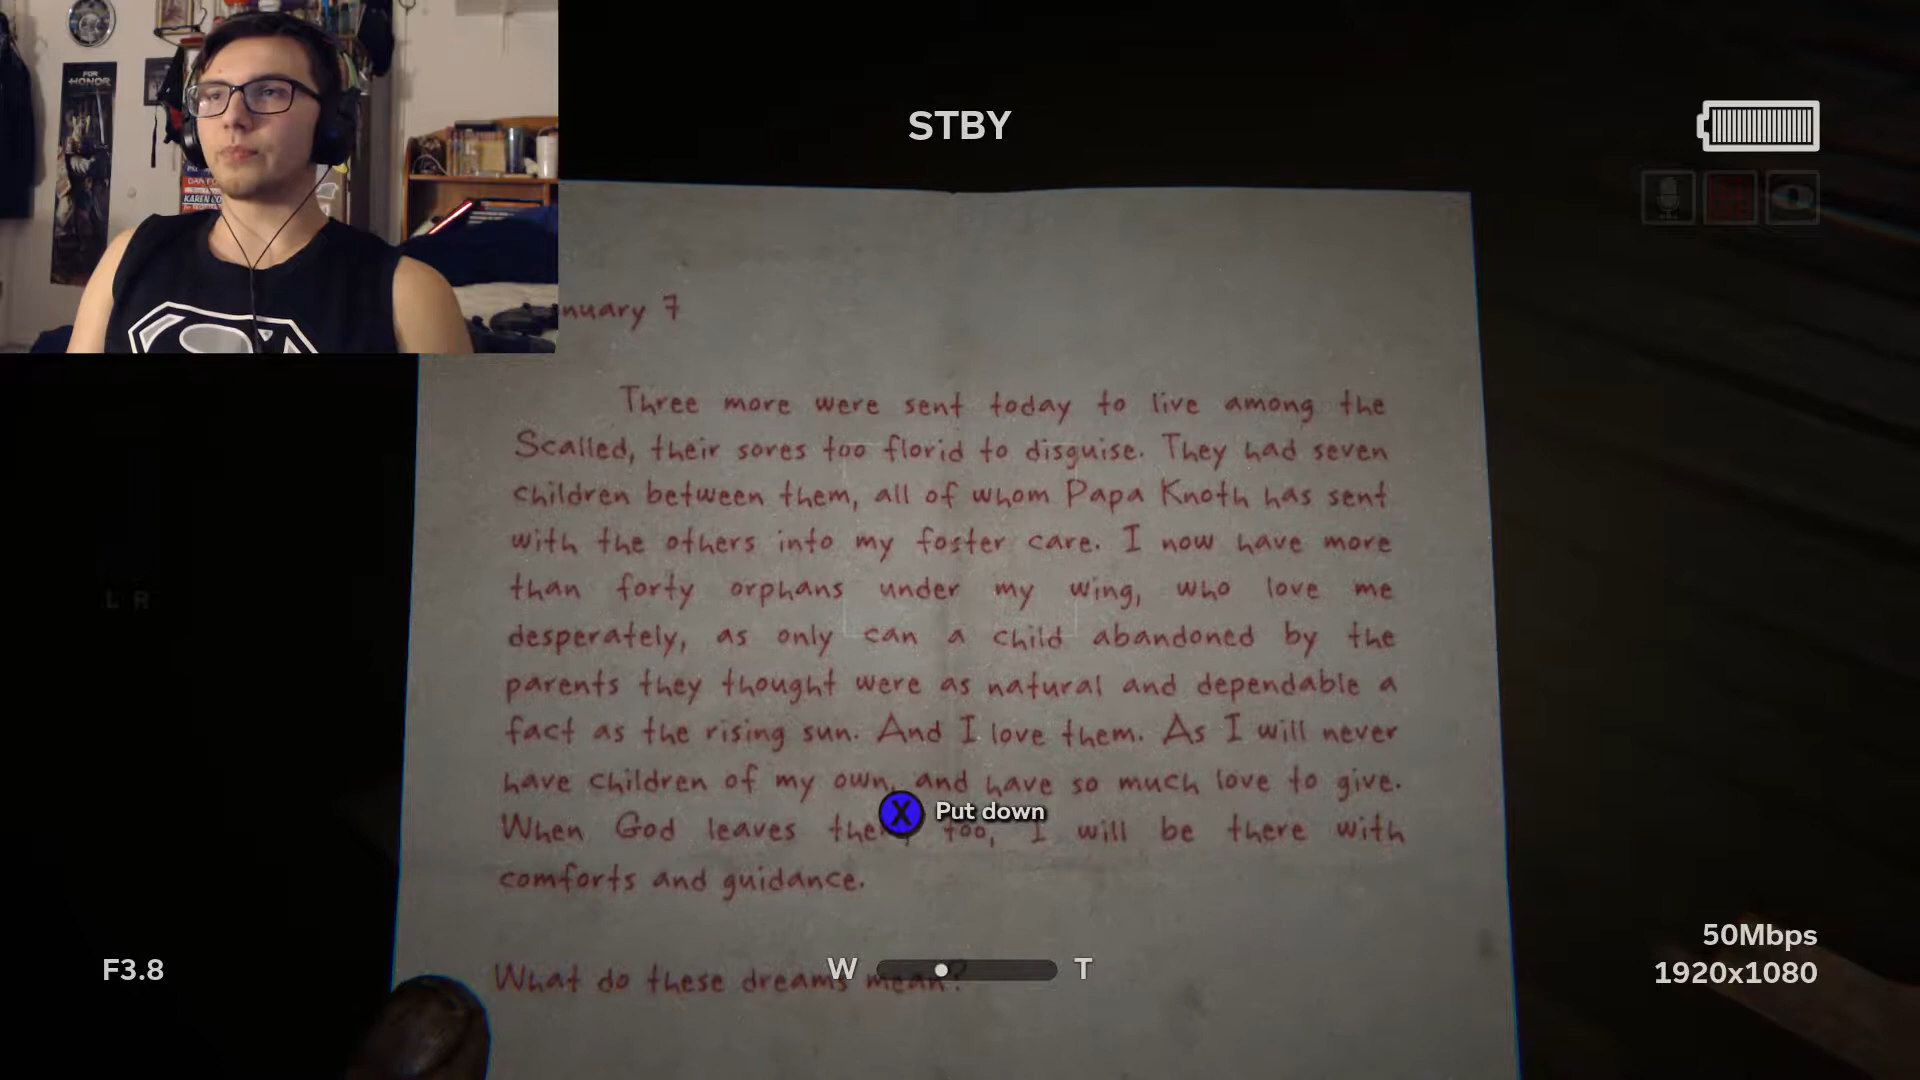 FOR
HONOR
DAN
KAREN
STBY
nuary 7
Three more were sent today to live among the
Scalled, their sores too florid to disguise. They had seven
children between them, all of whom Papa Knoth has sent
with the others into my foster care. I now have more
than forty orphans under my wing, who love me
desperately, as only can a child abandoned by the
parents they thought were as natural and dependable a
fact as the rising sun. And I love them. As I will never
have children of my own, and have so much love to give.
X Put down
When God leaves too, I will be there with
comforts and guidance.
What do these dreams mean?
L R
F3.8
W T
50Mbps
1920x1080